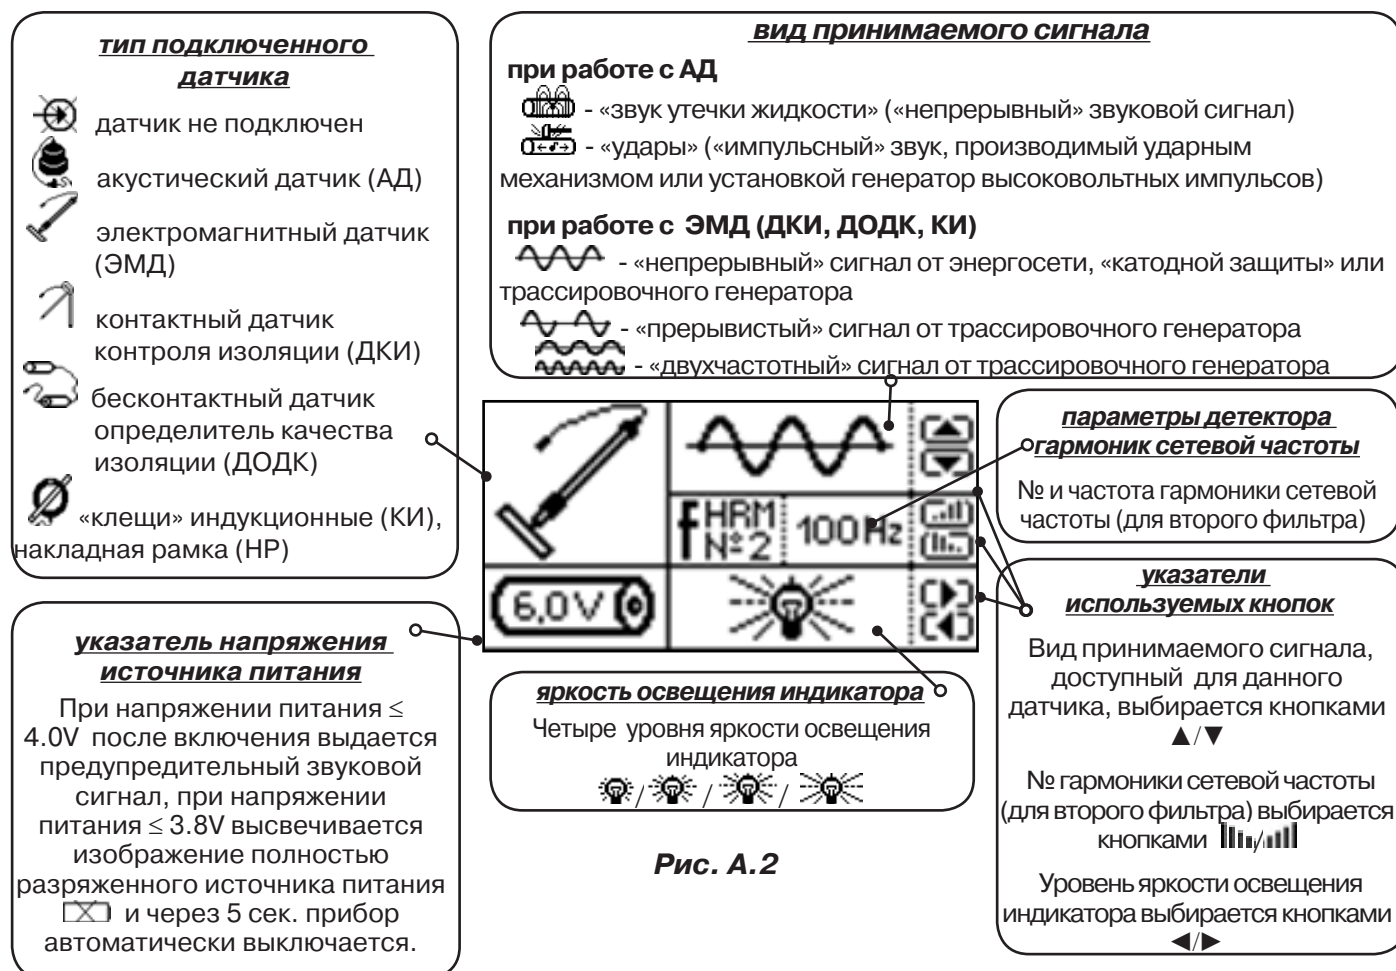 тип подключенного
датчика
датчик не подключен
акустический датчик (АД)
электромагнитный датчик
(ЭМД)
контактный датчик
контроля изоляции (ДКИ)
бесконтактный датчик
определитель качества
изоляции (ДОДК)
«клещи» индукционные (КИ),
накладная рамка (НР)
вид принимаемого сигнала
при работе с АД
- «звук утечки жидкости» («непрерывный» звуковой сигнал)
- «удары» («импульсный» звук, производимый ударным
механизмом или установкой генератор высоковольтных импульсов)
при работе с ЭМД (ДКИ, ДОДК, КИ)
- «непрерывный» сигнал от энергосети, «катодной защиты» или
трассировочного генератора
- «прерывистый» сигнал от трассировочного генератора
- «двухчастотный» сигнал от трассировочного генератора
f HRM №2 100 Hz
6,0V
параметры детектора
гармоник сетевой частоты
№ и частота гармоники сетевой
частоты (для второго фильтра)
указатель напряжения
источника питания
При напряжении питания ≤
4.0V после включения выдается
предупредительный звуковой
сигнал, при напряжении
питания ≤ 3.8V высвечивается
изображение полностью
разряженного источника питания
и через 5 сек. прибор
автоматически выключается.
яркость освещения индикатора
Четыре уровня яркости освещения
индикатора
/ / /
Рис. А.2
указатели
используемых кнопок
Вид принимаемого сигнала,
доступный для данного
датчика, выбирается кнопками
▲/▼
№ гармоники сетевой частоты
(для второго фильтра) выбирается
кнопками /
Уровень яркости освещения
индикатора выбирается кнопками
◀/▶